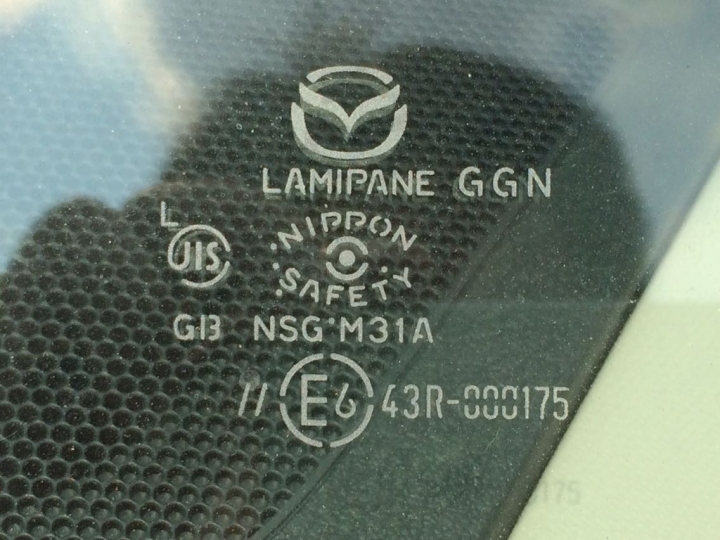 LAMIPANE GGN
L
JIS
NIPPON
SAFETY
GB NSG M31A
// E6 43R-000175